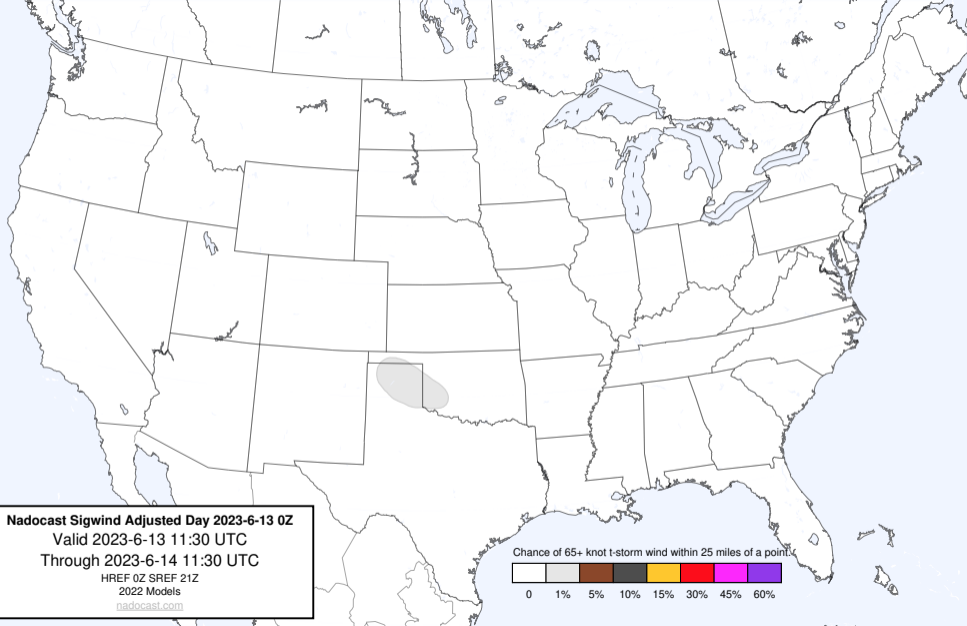 Nadocast Sigwind Adjusted Day 2023-6-13 0Z
Valid 2023-6-13 11:30 UTC
Through 2023-6-14 11:30 UTC
HREF 0Z SREF 21Z
2022 Models
nadocast.com
Chance of 65+ knot t-storm wind within 25 miles of a point.
0 1% 5% 10% 15% 30% 45% 60%